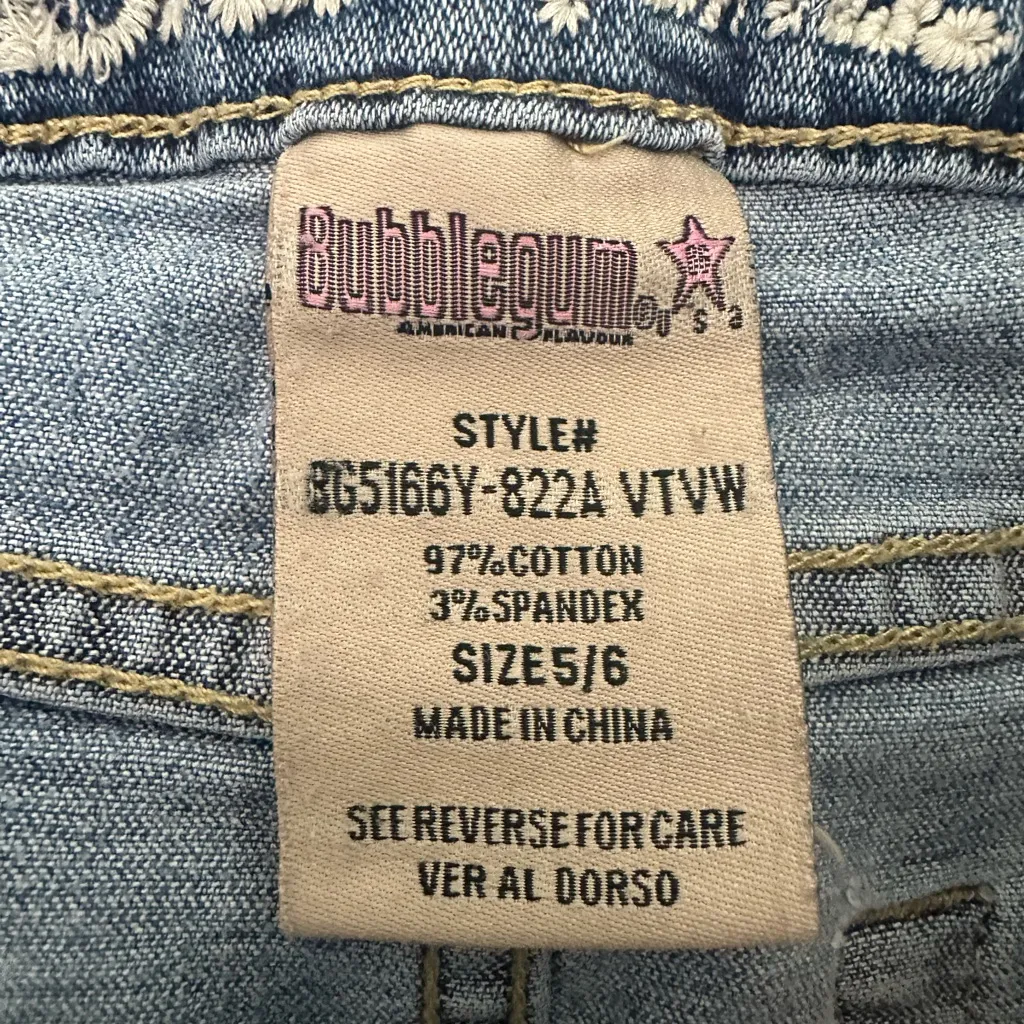 Bubblegum® USA
AMERICAN FLAVOUR
STYLE#
BG5166Y-822A VTVW
97%COTTON
3%SPANDEX
SIZE5/6
MADE IN CHINA
SEE REVERSE FOR CARE
VER AL DORSO